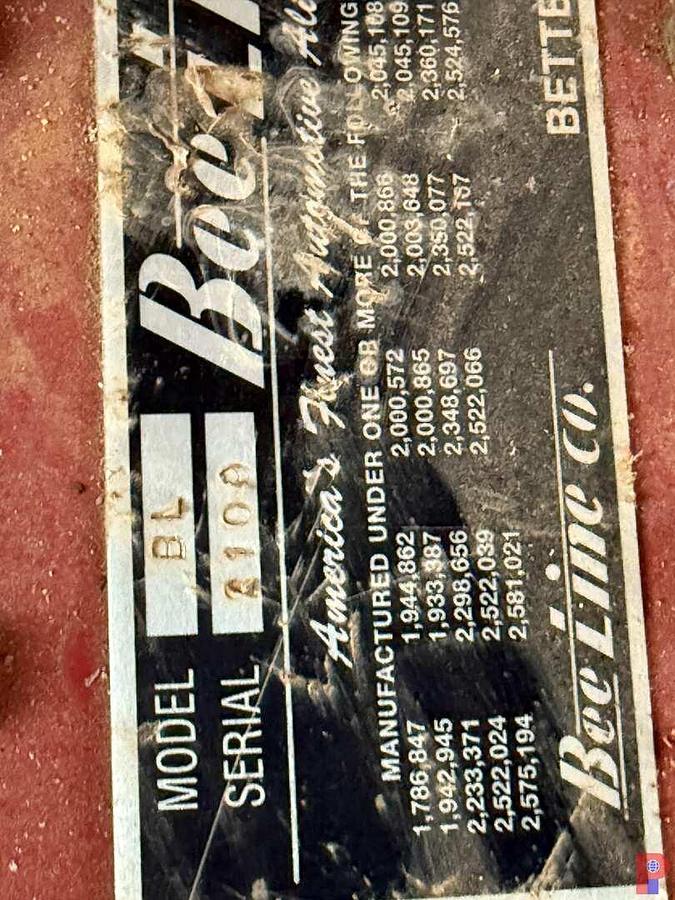 MODEL BL
SERIAL
Bee Li
America's Finest Automotive Ali
MANUFACTURED UNDER ONE OR MORE OF THE FOLLOWING
1,786,847 1,944,862 2,000,572 2,000,866 2,045,108
1,942,945 1,933,387 2,000,865 2,003,648 2,045,109
2,233,371 2,298,656 2,348,697 2,350,077 2,360,171
2,522,024 2,522,039 2,522,066 2,522,167 2,524,576
2,575,194 2,581,021
Bee Line CO. BETTE